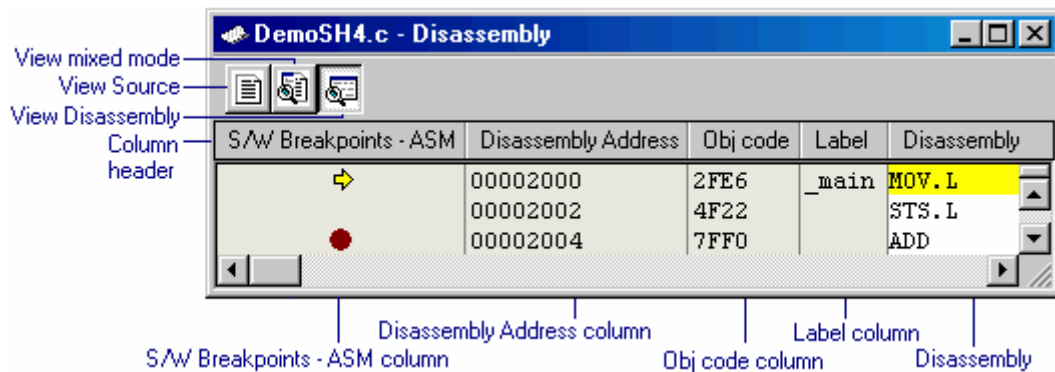 DemoSH4.c - Disassembly
View mixed mode
View Source
View Disassembly
Column
header
S/W Breakpoints - ASM Disassembly Address Obj code Label Disassembly
00002000 2FE6 _main MOV.L
00002002 4F22 STS.L
00002004 7FF0 ADD
Disassembly Address column Label column
S/W Breakpoints - ASM column Obj code column Disassembly